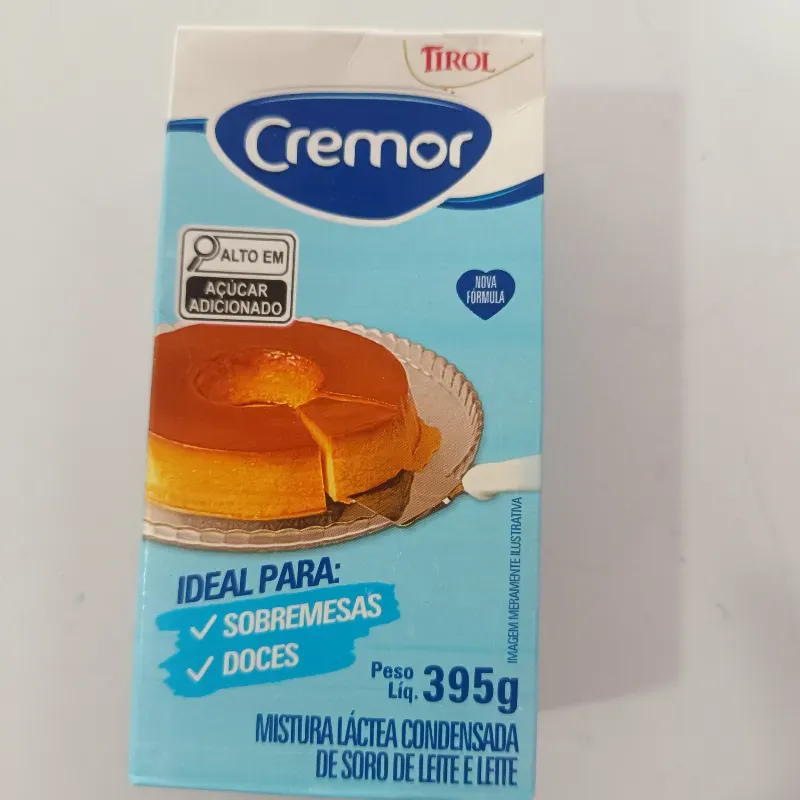 TIROL
Cremor
ALTO EM
AÇÚCAR
ADICIONADO
NOVA
FÓRMULA
IDEAL PARA:
SOBREMESAS
DOCES
IMAGEM MERAMENTE ILUSTRATIVA
Peso
Líq. 395g
MISTURA LÁCTEA CONDENSADA
DE SORO DE LEITE E LEITE